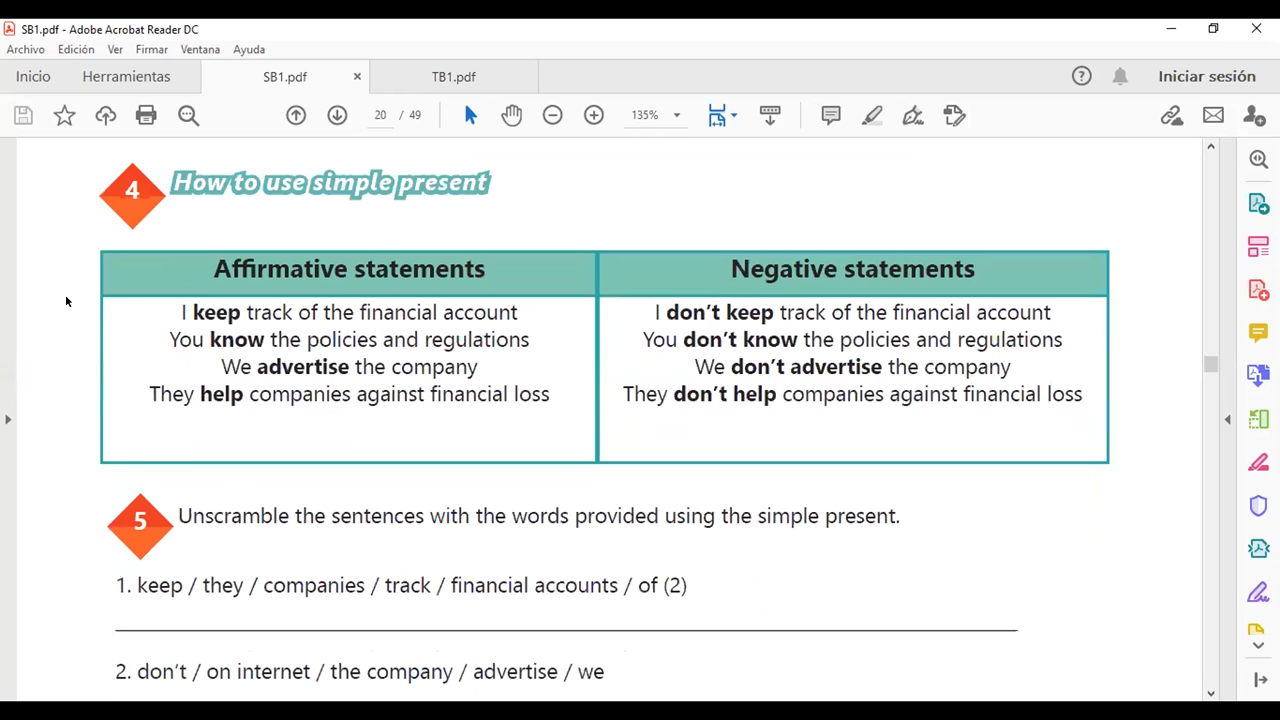 SB1.pdf - Adobe Acrobat Reader DC
Archivo Edición Ver Firmar Ventana Ayuda
Inicio Herramientas SB1.pdf × TB1.pdf Iniciar sesión
20 / 49 135%
4 How to use simple present
Affirmative statements
I keep track of the financial account
You know the policies and regulations
We advertise the company
They help companies against financial loss
Negative statements
I don't keep track of the financial account
You don't know the policies and regulations
We don't advertise the company
They don't help companies against financial loss
5 Unscramble the sentences with the words provided using the simple present.
1. keep / they / companies / track / financial accounts / of (2)
2. don't / on internet / the company / advertise / we